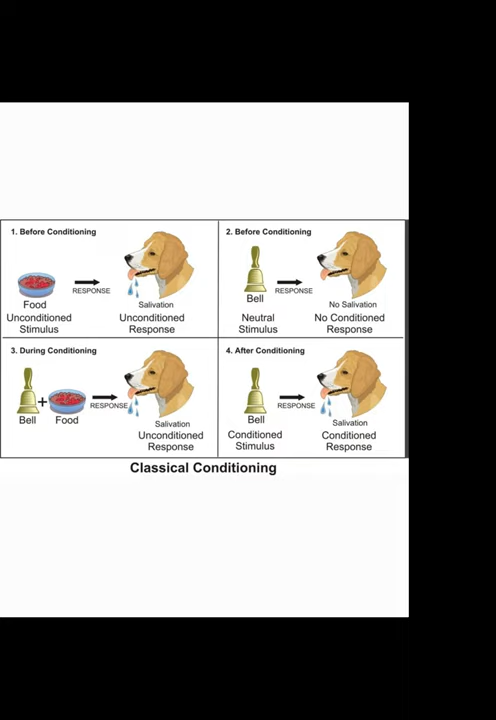 1. Before Conditioning
RESPONSE
Food
Unconditioned
Stimulus
Salivation
Unconditioned
Response
2. Before Conditioning
Bell
RESPONSE
Neutral
Stimulus
No Salivation
No Conditioned
Response
3. During Conditioning
+
Bell
Food
RESPONSE
Salivation
Unconditioned
Response
4. After Conditioning
Bell
RESPONSE
Conditioned
Stimulus
Salivation
Conditioned
Response
Classical Conditioning